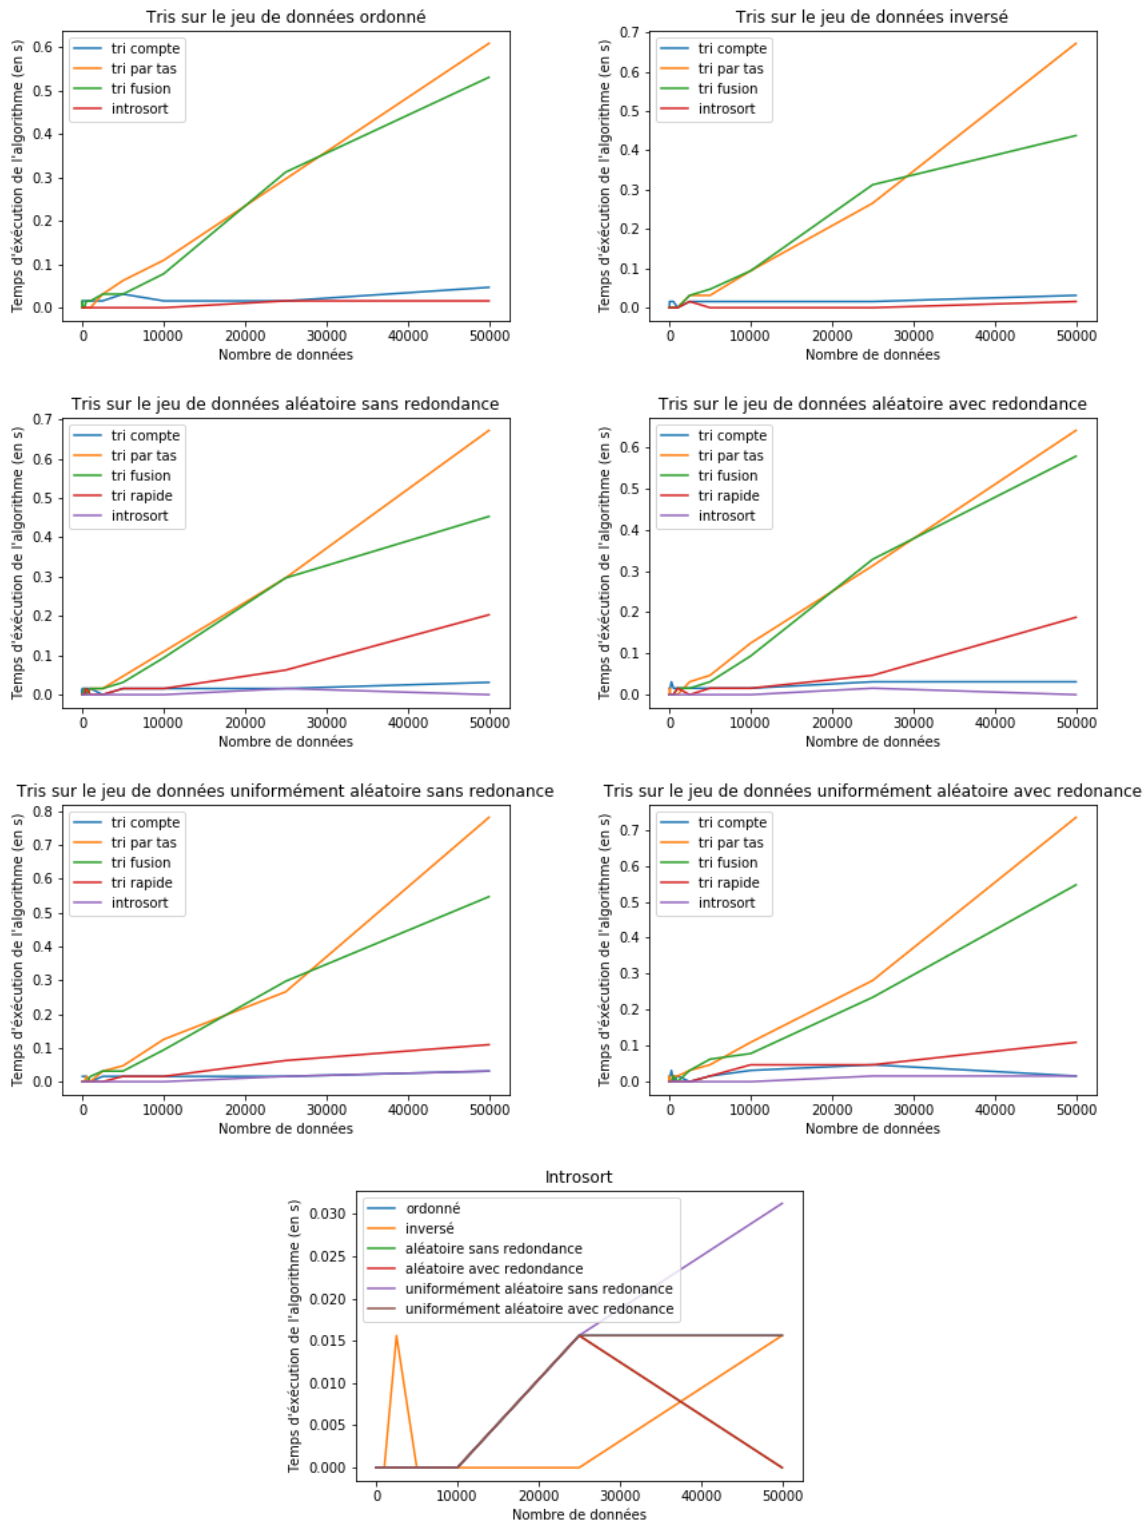 Tris sur le jeu de données ordonné
Temps d'éxécution de l'algorithme (en s)
0.6
0.5
0.4
0.3
0.2
0.1
0.0
tri compte
tri par tas
tri fusion
introsort
0 10000 20000 30000 40000 50000
Nombre de données
Tris sur le jeu de données inversé
Temps d'éxécution de l'algorithme (en s)
0.7
0.6
0.5
0.4
0.3
0.2
0.1
0.0
tri compte
tri par tas
tri fusion
introsort
0 10000 20000 30000 40000 50000
Nombre de données
Tris sur le jeu de données aléatoire sans redondance
Temps d'éxécution de l'algorithme (en s)
0.7
0.6
0.5
0.4
0.3
0.2
0.1
0.0
tri compte
tri par tas
tri fusion
tri rapide
introsort
0 10000 20000 30000 40000 50000
Nombre de données
Tris sur le jeu de données aléatoire avec redondance
Temps d'éxécution de l'algorithme (en s)
0.6
0.5
0.4
0.3
0.2
0.1
0.0
tri compte
tri par tas
tri fusion
tri rapide
introsort
0 10000 20000 30000 40000 50000
Nombre de données
Tris sur le jeu de données uniformément aléatoire sans redonance
Temps d'éxécution de l'algorithme (en s)
0.8
0.7
0.6
0.5
0.4
0.3
0.2
0.1
0.0
tri compte
tri par tas
tri fusion
tri rapide
introsort
0 10000 20000 30000 40000 50000
Nombre de données
Tris sur le jeu de données uniformément aléatoire avec redonance
Temps d'éxécution de l'algorithme (en s)
0.7
0.6
0.5
0.4
0.3
0.2
0.1
0.0
tri compte
tri par tas
tri fusion
tri rapide
introsort
0 10000 20000 30000 40000 50000
Nombre de données
Introsort
Temps d'éxécution de l'algorithme (en s)
0.030
0.025
0.020
0.015
0.010
0.005
0.000
ordonné
inversé
aléatoire sans redondance
aléatoire avec redondance
uniformément aléatoire sans redonance
uniformément aléatoire avec redonance
0 10000 20000 30000 40000 50000
Nombre de données